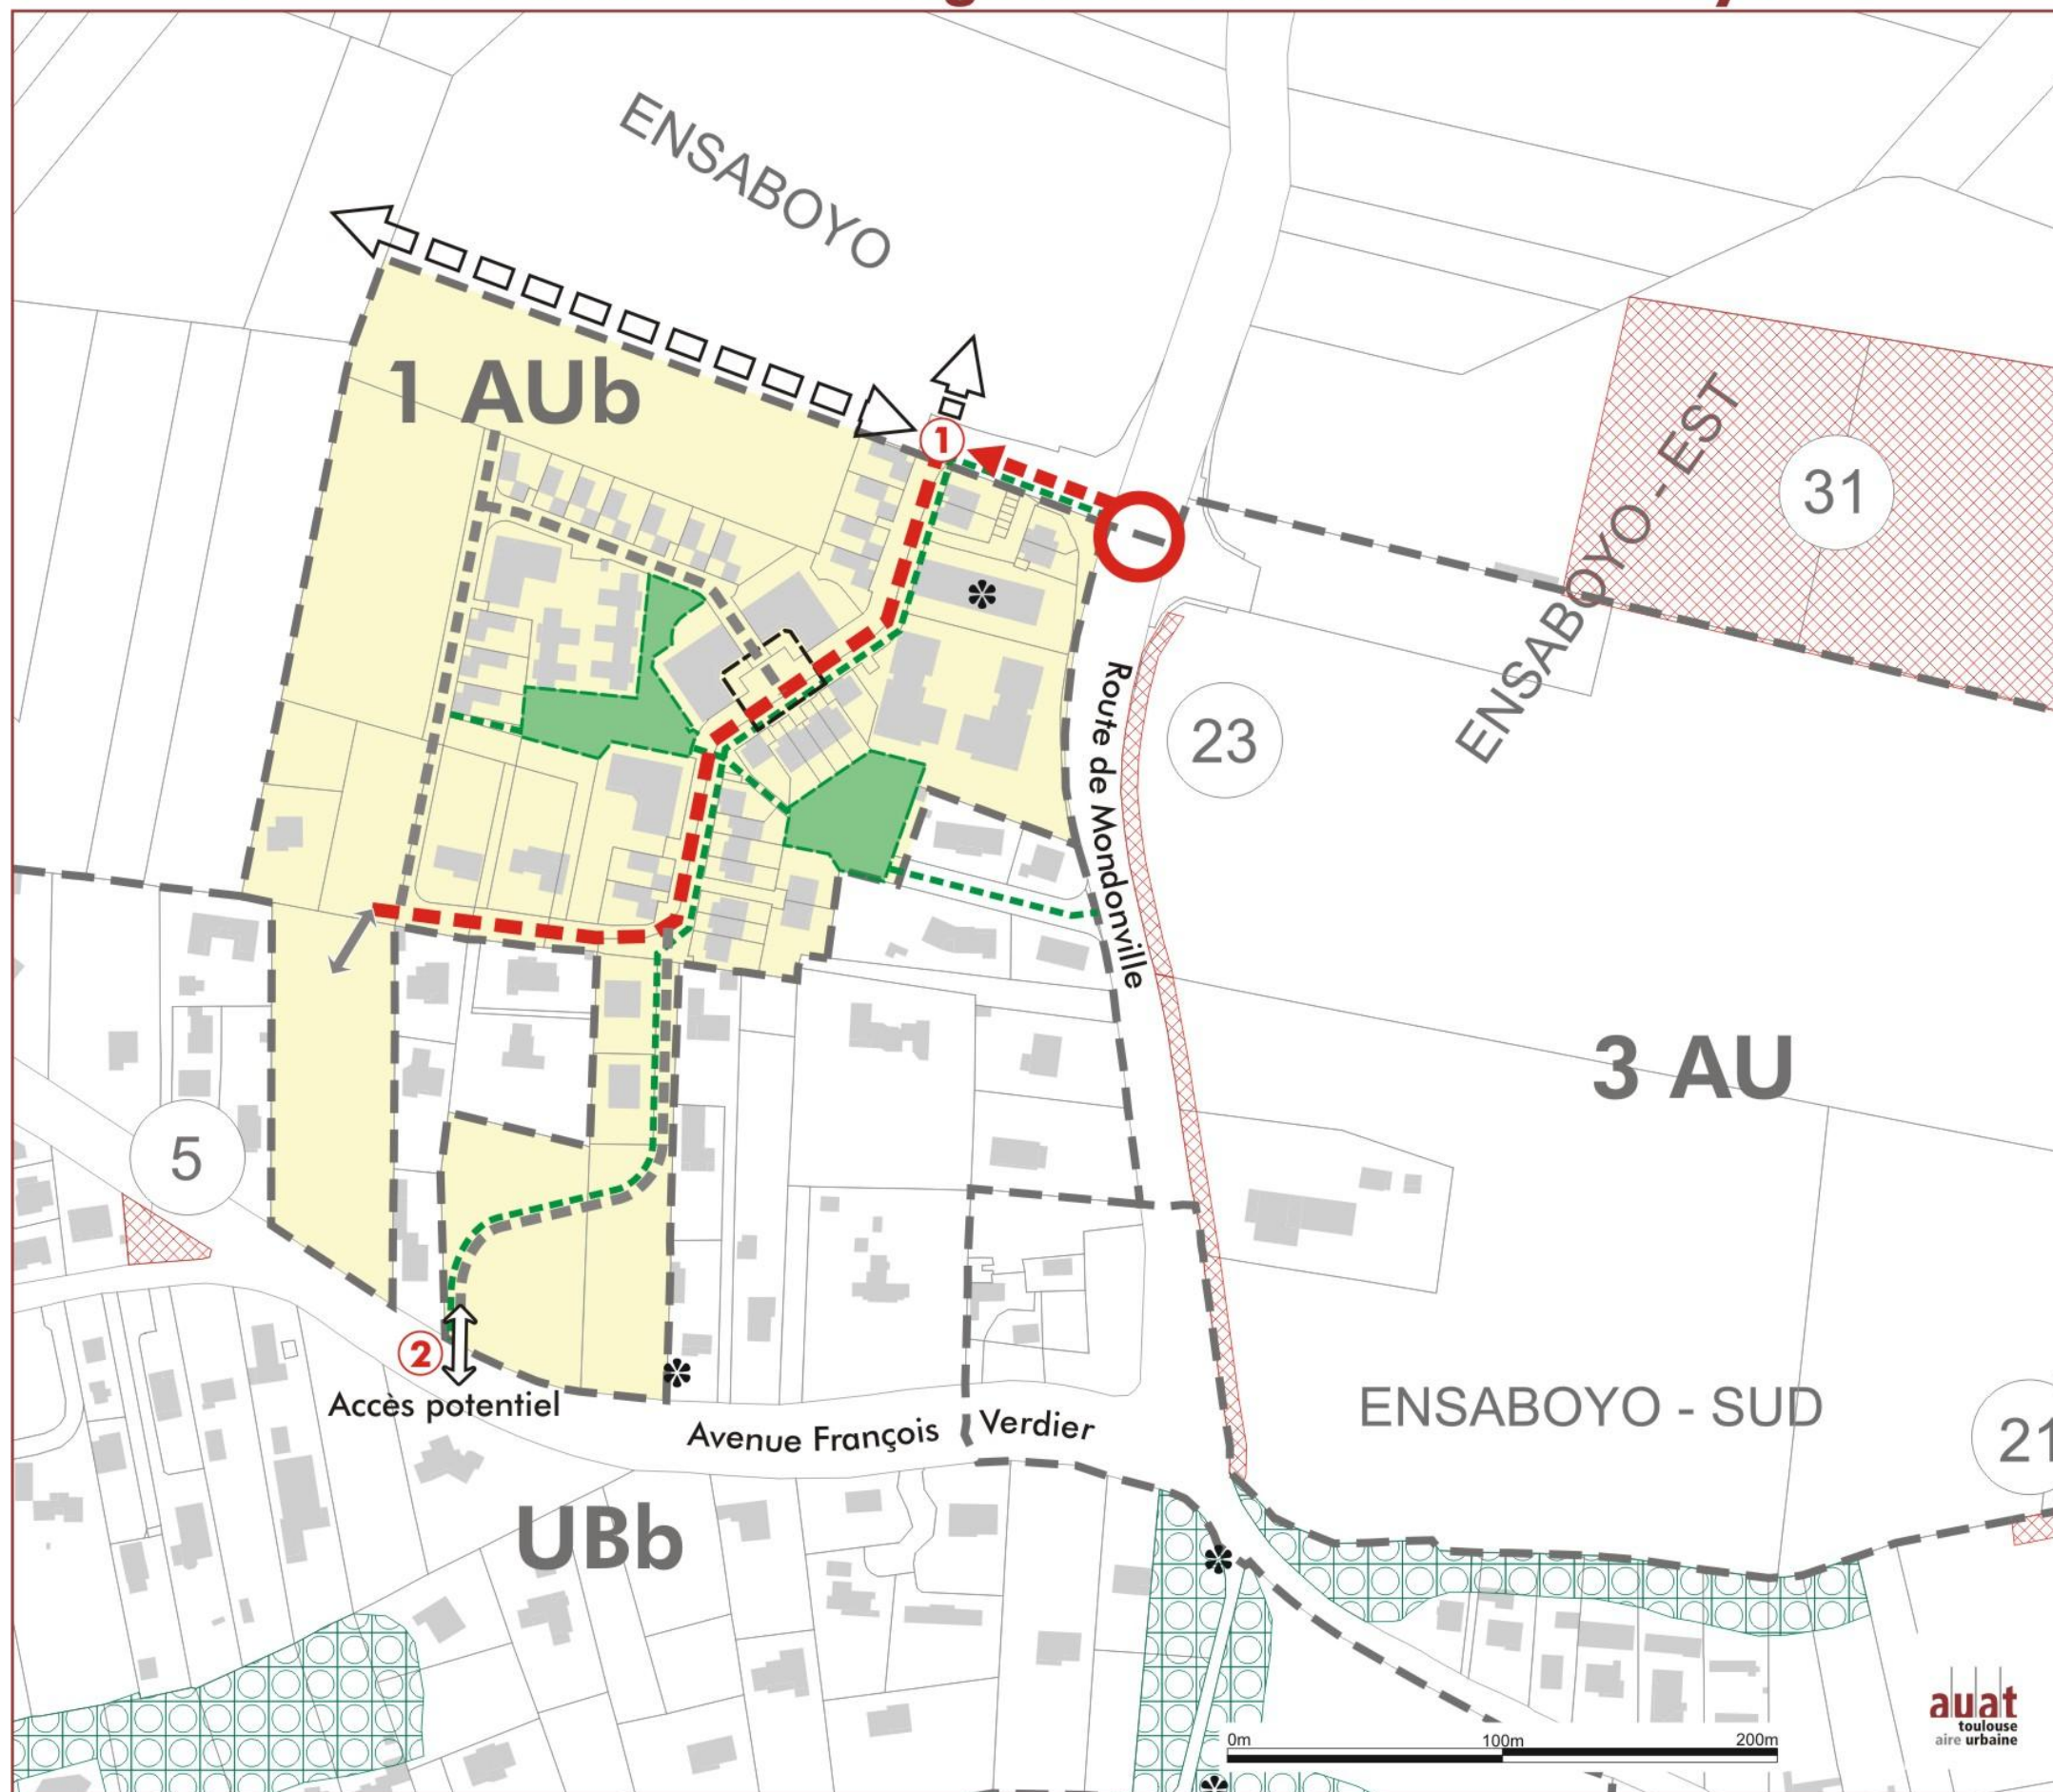 ENSABOYO
1 AUb
1
ENSABOYO - EST
31
Route de Mondonville
23
3 AU
5
2
Accès potentiel
Avenue François Verdier
ENSABOYO - SUD
21
UBb
0m 100m 200m
auat
toulouse
aire urbaine